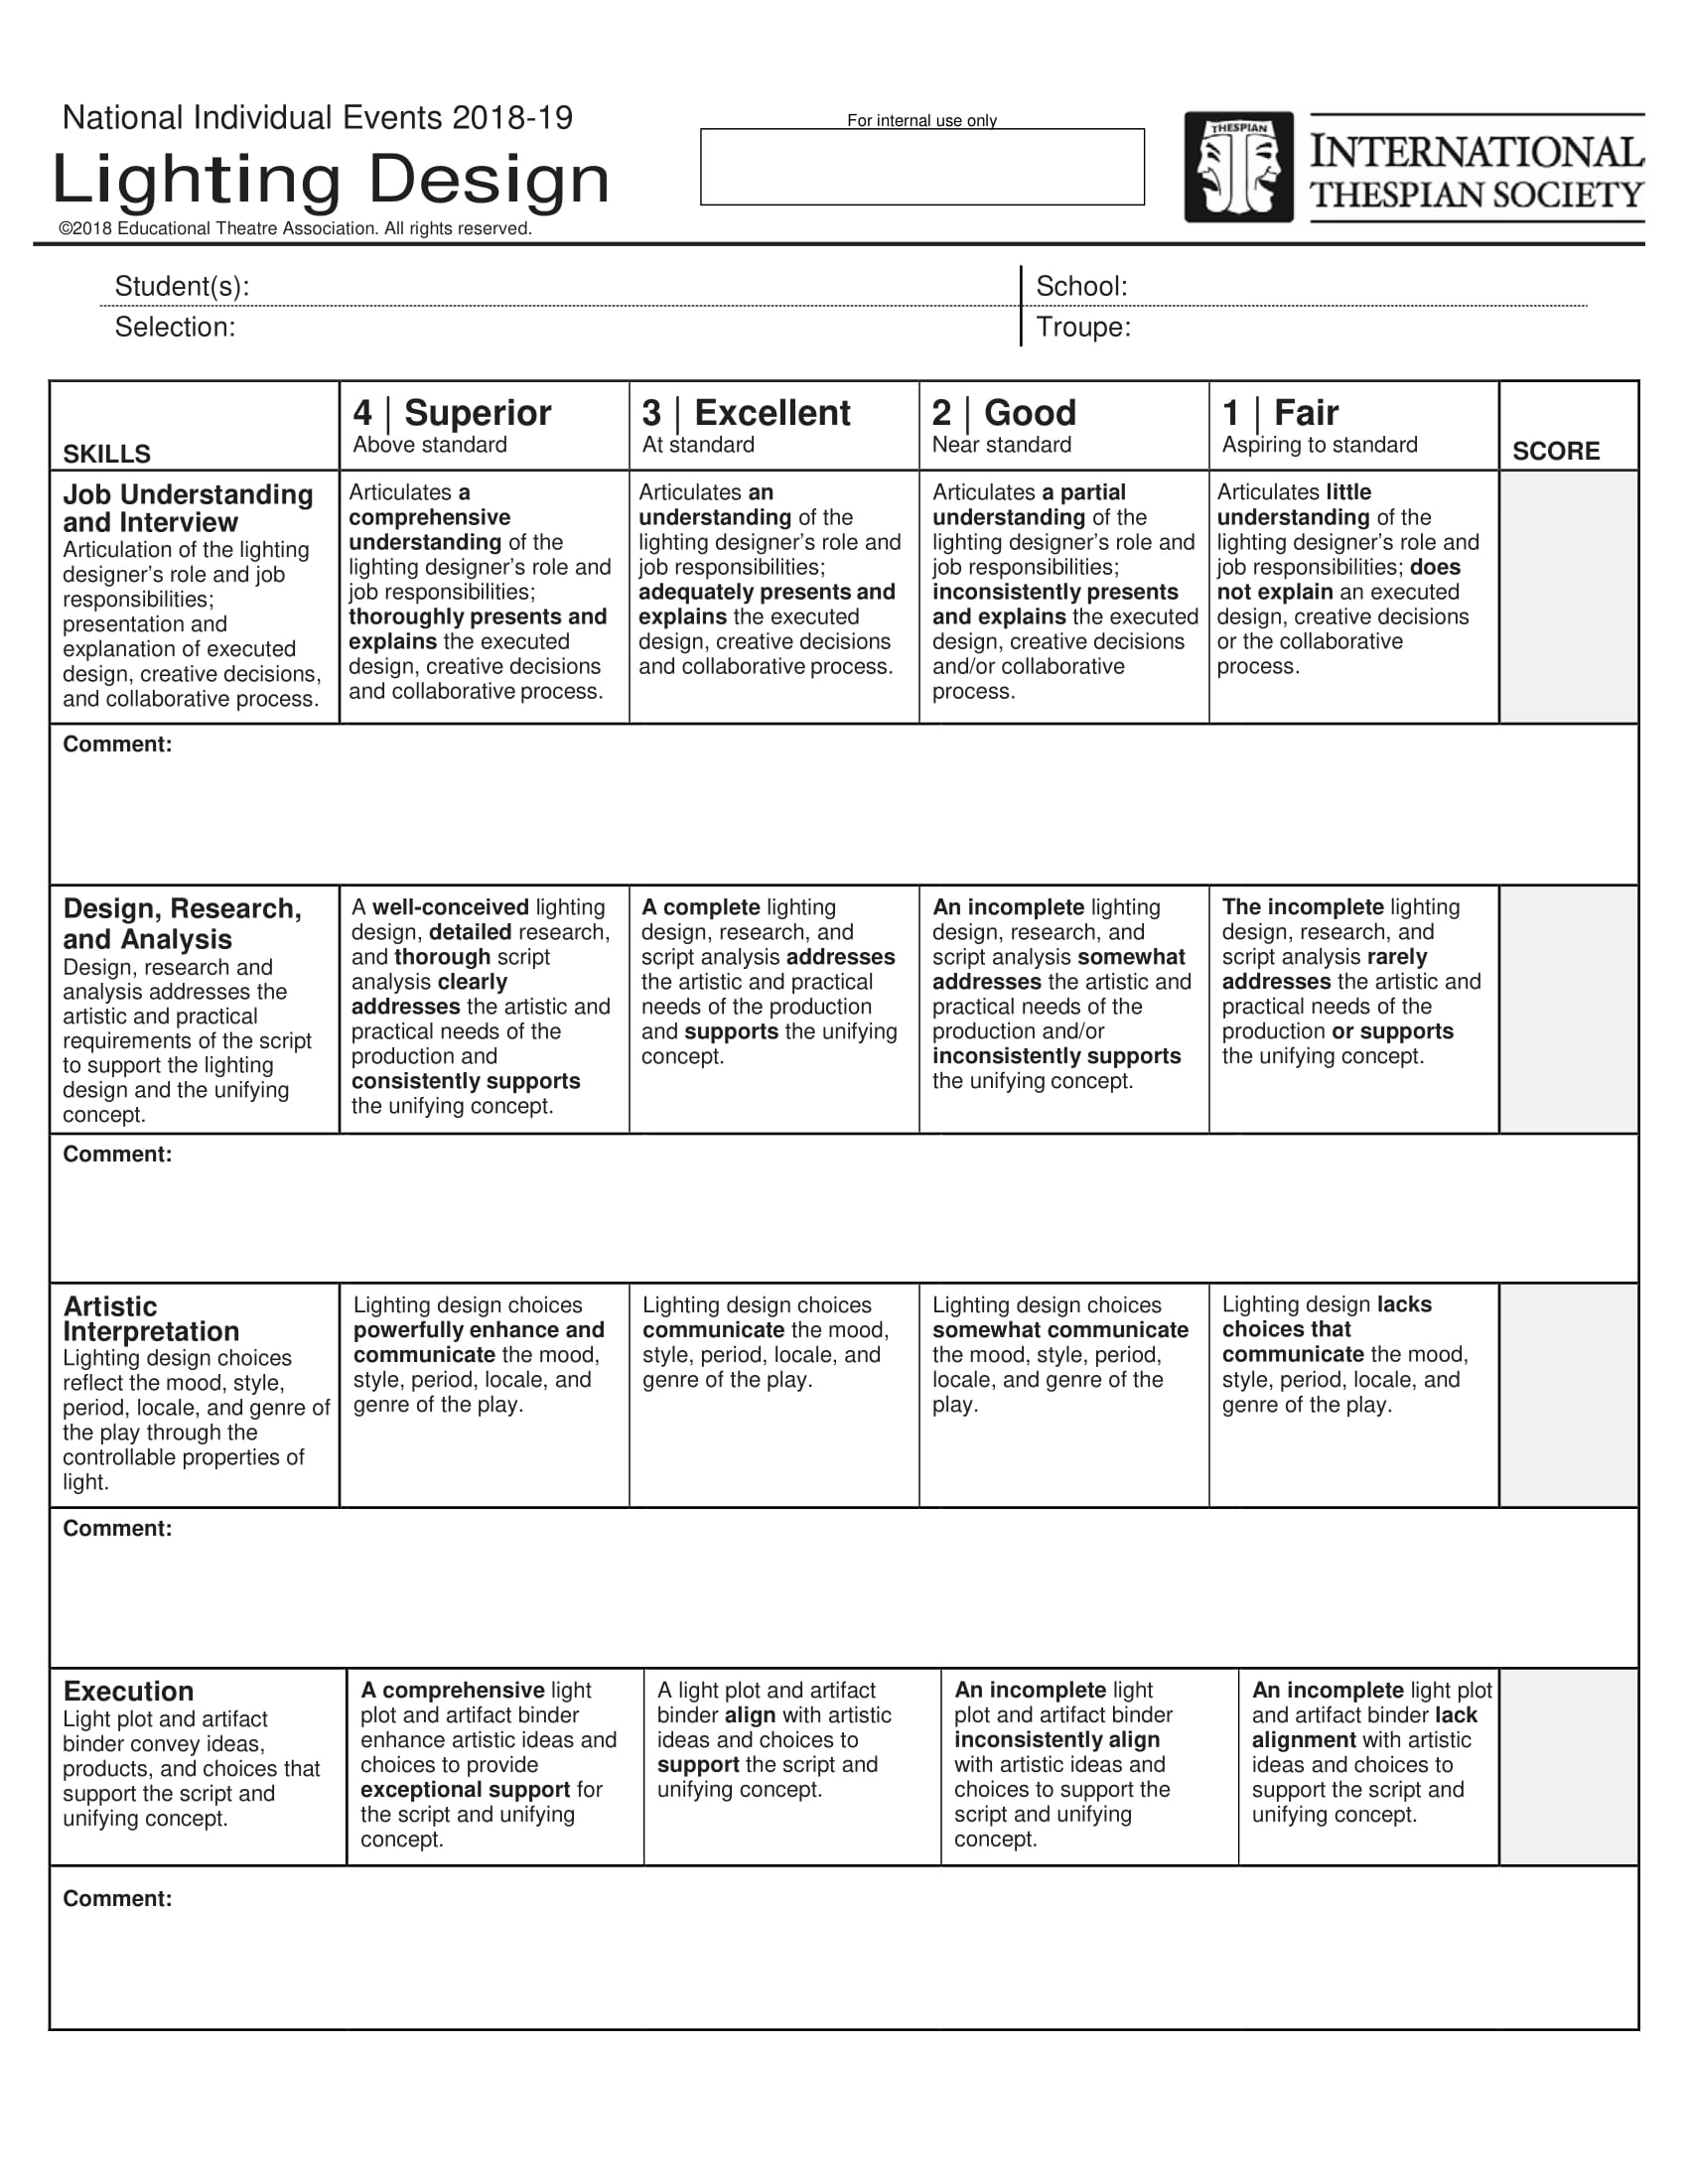 National Individual Events 2018-19
Lighting Design
©2018 Educational Theatre Association. All rights reserved.
For internal use only
THESPIAN
INTERNATIONAL
THESPIAN SOCIETY
Student(s):
School:
Selection:
Troupe:
SKILLS
4 | Superior
Above standard
3 | Excellent
At standard
2 | Good
Near standard
1 | Fair
Aspiring to standard
SCORE
Job Understanding
and Interview
Articulation of the lighting
designer’s role and job
responsibilities;
presentation and
explanation of executed
design, creative decisions,
and collaborative process.
Articulates a
comprehensive
understanding of the
lighting designer’s role and
job responsibilities;
thoroughly presents and
explains the executed
design, creative decisions
and collaborative process.
Articulates an
understanding of the
lighting designer’s role and
job responsibilities;
adequately presents and
explains the executed
design, creative decisions
and collaborative process.
Articulates a partial
understanding of the
lighting designer’s role and
job responsibilities;
inconsistently presents
and explains the executed
design, creative decisions
and/or collaborative
process.
Articulates little
understanding of the
lighting designer’s role and
job responsibilities; does
not explain an executed
design, creative decisions
or the collaborative
process.
Comment:
Design, Research,
and Analysis
Design, research and
analysis addresses the
artistic and practical
requirements of the script
to support the lighting
design and the unifying
concept.
A well-conceived lighting
design, detailed research,
and thorough script
analysis clearly
addresses the artistic and
practical needs of the
production and
consistently supports
the unifying concept.
A complete lighting
design, research, and
script analysis addresses
the artistic and practical
needs of the production
and supports the unifying
concept.
An incomplete lighting
design, research, and
script analysis somewhat
addresses the artistic and
practical needs of the
production and/or
inconsistently supports
the unifying concept.
The incomplete lighting
design, research, and
script analysis rarely
addresses the artistic and
practical needs of the
production or supports
the unifying concept.
Comment:
Artistic
Interpretation
Lighting design choices
reflect the mood, style,
period, locale, and genre of
the play through the
controllable properties of
light.
Lighting design choices
powerfully enhance and
communicate the mood,
style, period, locale, and
genre of the play.
Lighting design choices
communicate the mood,
style, period, locale, and
genre of the play.
Lighting design choices
somewhat communicate
the mood, style, period,
locale, and genre of the
play.
Lighting design lacks
choices that
communicate the mood,
style, period, locale, and
genre of the play.
Comment:
Execution
Light plot and artifact
binder convey ideas,
products, and choices that
support the script and
unifying concept.
A comprehensive light
plot and artifact binder
enhance artistic ideas and
choices to provide
exceptional support for
the script and unifying
concept.
A light plot and artifact
binder align with artistic
ideas and choices to
support the script and
unifying concept.
An incomplete light
plot and artifact binder
inconsistently align
with artistic ideas and
choices to support the
script and unifying
concept.
An incomplete light plot
and artifact binder lack
alignment with artistic
ideas and choices to
support the script and
unifying concept.
Comment: